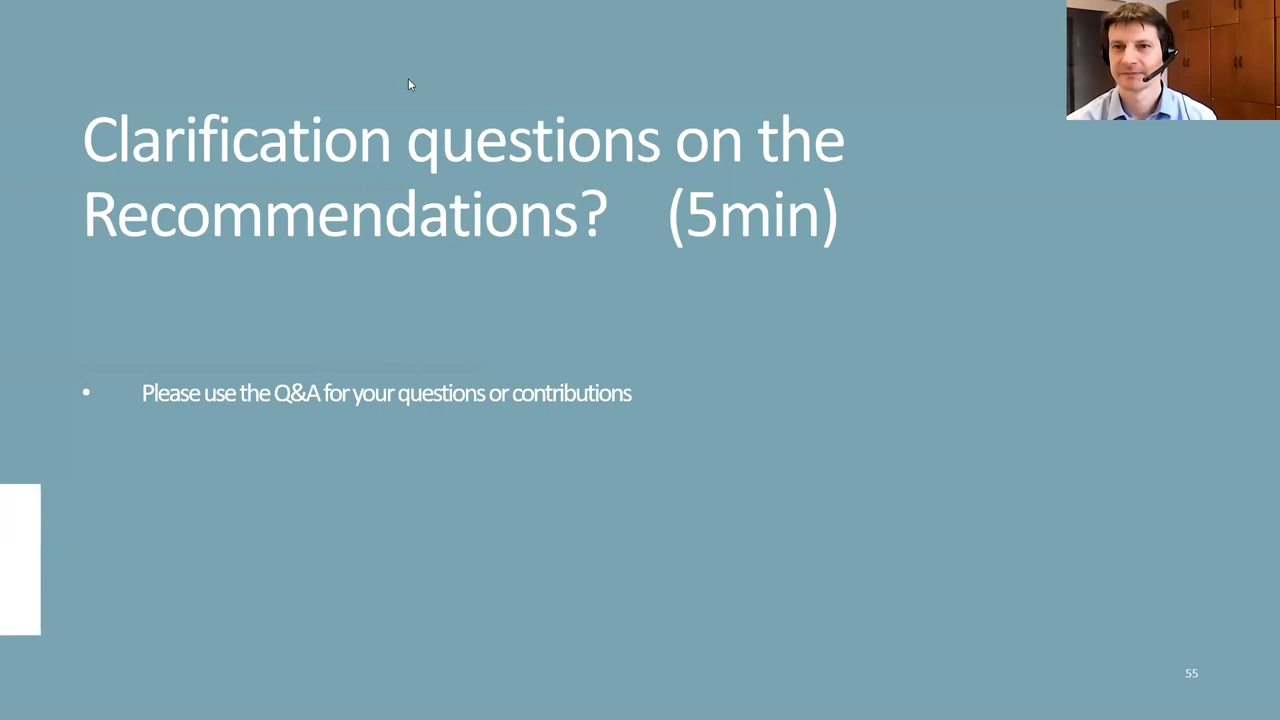 Clarification questions on the
Recommendations? (5min)
• Please use the Q&A for your questions or contributions
55